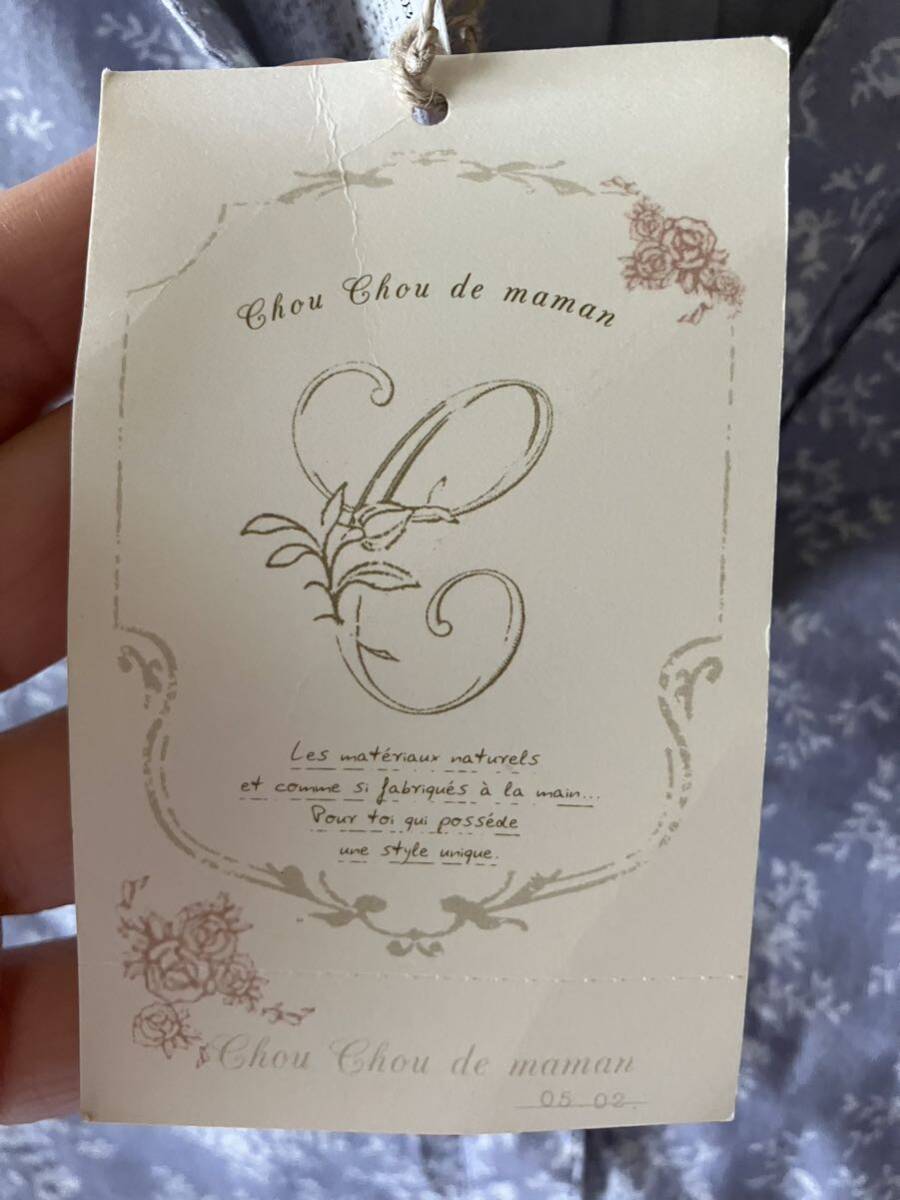 Chou Chou de maman
C
Les matériaux naturels
et comme si fabriqués à la main...
Pour toi qui posséde
une style unique.
Chou Chou de maman
05 02